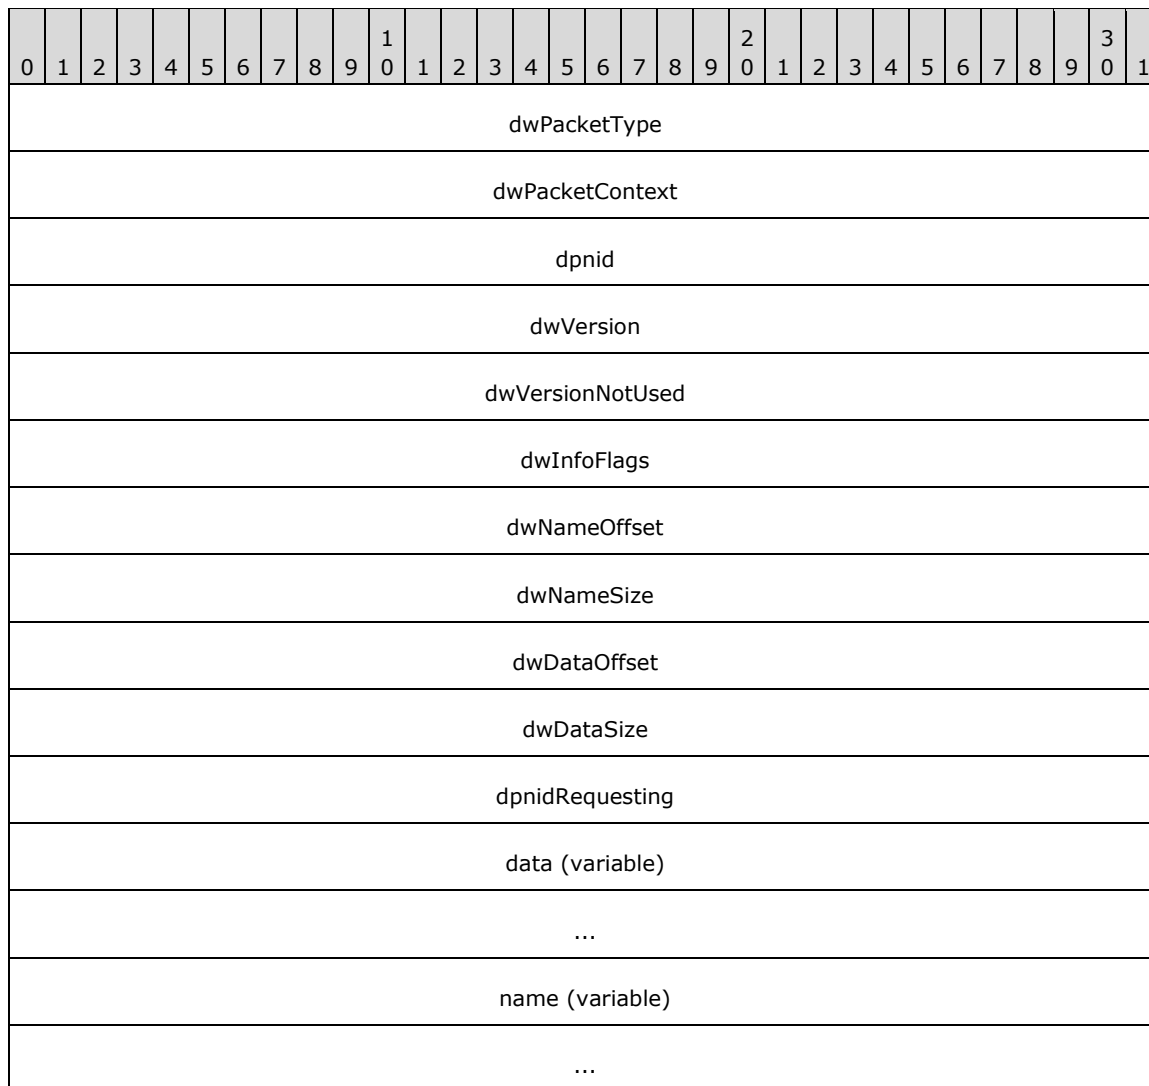 1 2 3
0 1 2 3 4 5 6 7 8 9 0 1 2 3 4 5 6 7 8 9 0 1 2 3 4 5 6 7 8 9 0 1
dwPacketType
dwPacketContext
dpnid
dwVersion
dwVersionNotUsed
dwInfoFlags
dwNameOffset
dwNameSize
dwDataOffset
dwDataSize
dpnidRequesting
data (variable)
...
name (variable)
...